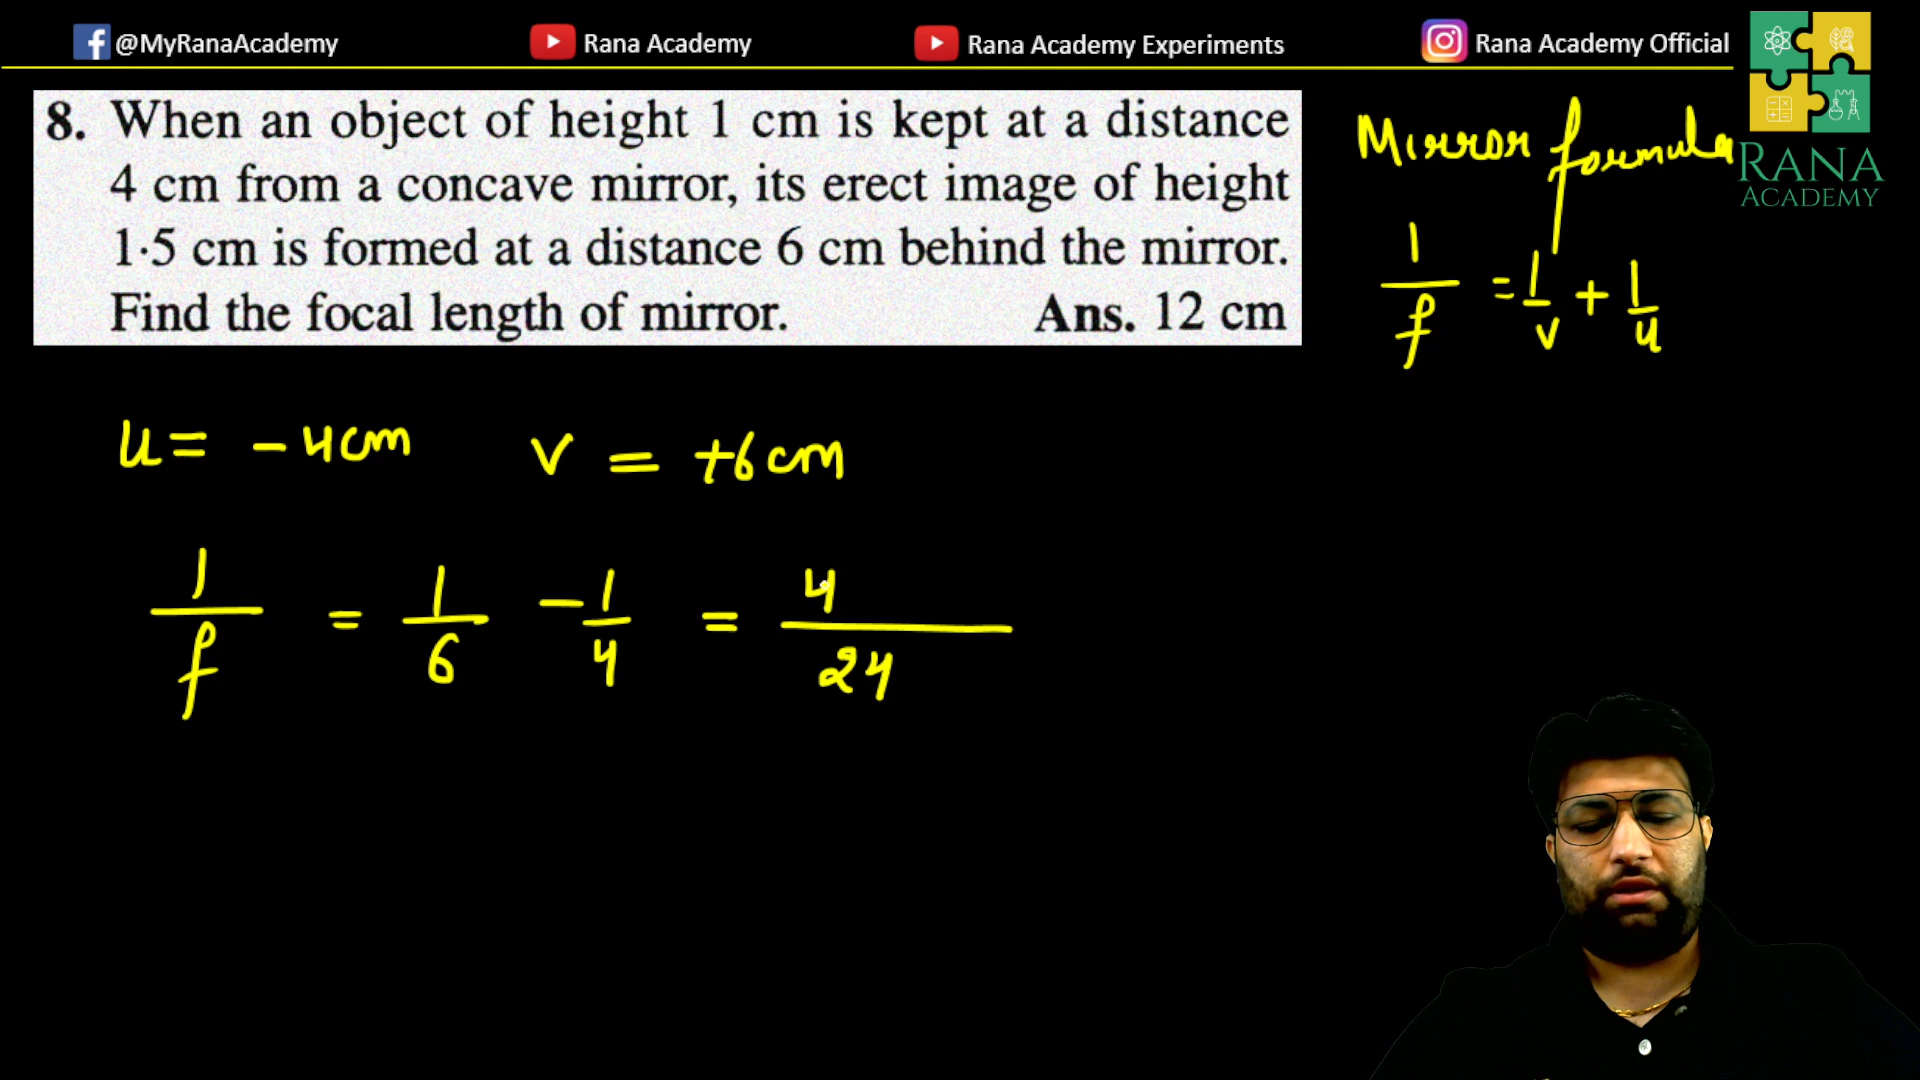 @MyRanaAcademy
Rana Academy
Rana Academy Experiments
Rana Academy Official
RANA
ACADEMY
8. When an object of height 1 cm is kept at a distance
4 cm from a concave mirror, its erect image of height
1·5 cm is formed at a distance 6 cm behind the mirror.
Find the focal length of mirror. Ans. 12 cm
Mirror formula
1/f = 1/v + 1/u
u = - 4cm v = +6cm
1/f = 1/6 - 1/4 = 4/24